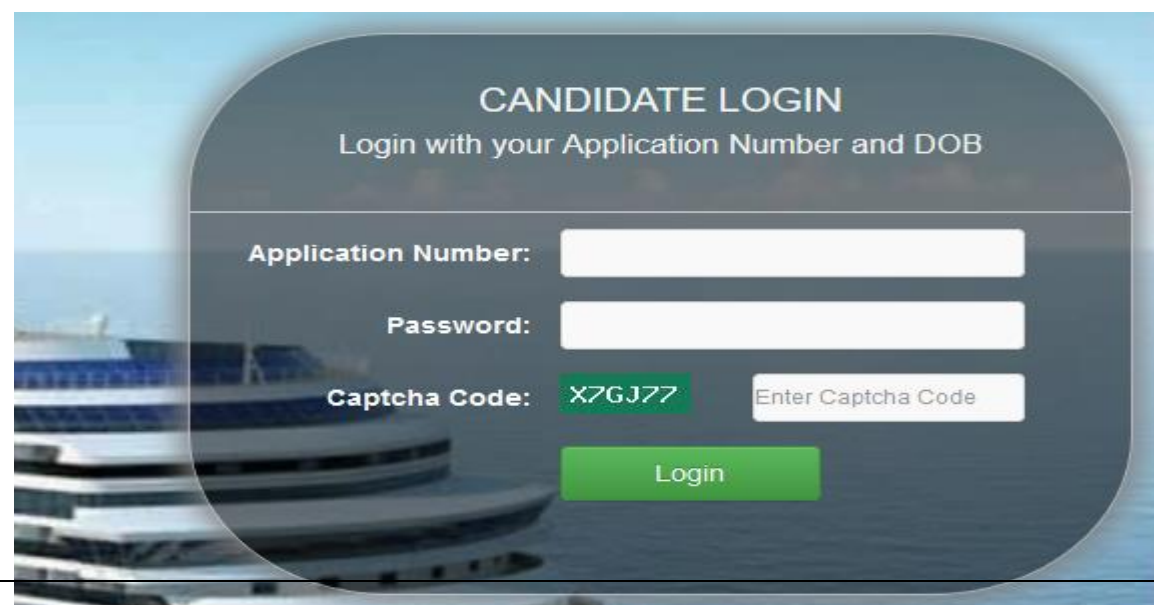 CANDIDATE LOGIN
Login with your Application Number and DOB
Application Number:
Password:
Captcha Code: X7GJ77 Enter Captcha Code
Login